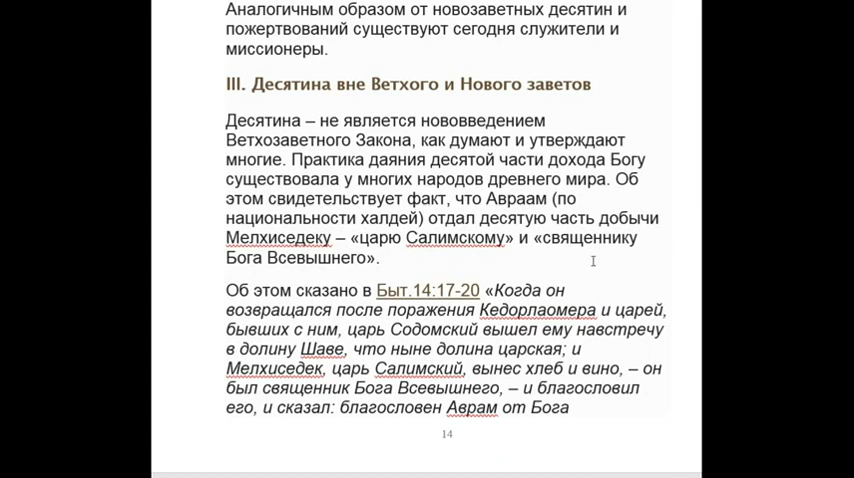 Аналогичным образом от новозаветных десятин и
пожертвований существуют сегодня служители и
миссионеры.
III. Десятина вне Ветхого и Нового заветов
Десятина – не является нововведением
Ветхозаветного Закона, как думают и утверждают
многие. Практика даяния десятой части дохода Богу
существовала у многих народов древнего мира. Об
этом свидетельствует факт, что Авраам (по
национальности халдей) отдал десятую часть добычи
Мелхиседеку – «царю Салимскому» и «священнику
Бога Всевышнего».
Об этом сказано в Быт.14:17-20 «Когда он
возвращался после поражения Кедорлаомера и царей,
бывших с ним, царь Содомский вышел ему навстречу
в долину Шаве, что ныне долина царская; и
Мелхиседек, царь Салимский, вынес хлеб и вино, – он
был священник Бога Всевышнего, – и благословил
его, и сказал: благословен Аврам от Бога
14